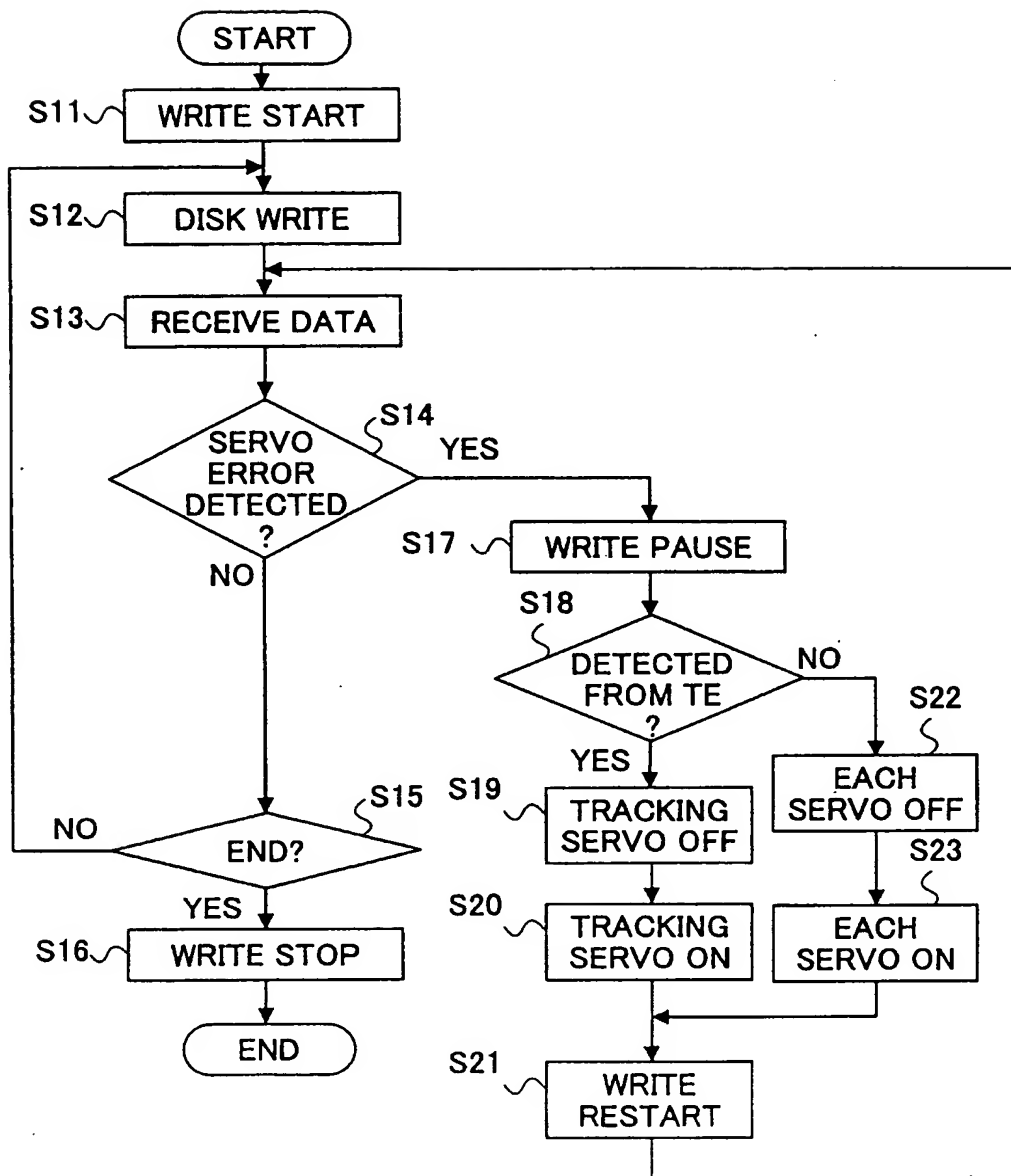 START
S11
WRITE START
S12
DISK WRITE
S13
RECEIVE DATA
S14
SERVO
ERROR
DETECTED
?
YES
NO
S17
WRITE PAUSE
S18
DETECTED
FROM TE
?
NO
YES
S22
EACH
SERVO OFF
S19
TRACKING
SERVO OFF
S15
END?
NO
YES
S23
EACH
SERVO ON
S20
TRACKING
SERVO ON
S16
WRITE STOP
END
S21
WRITE
RESTART